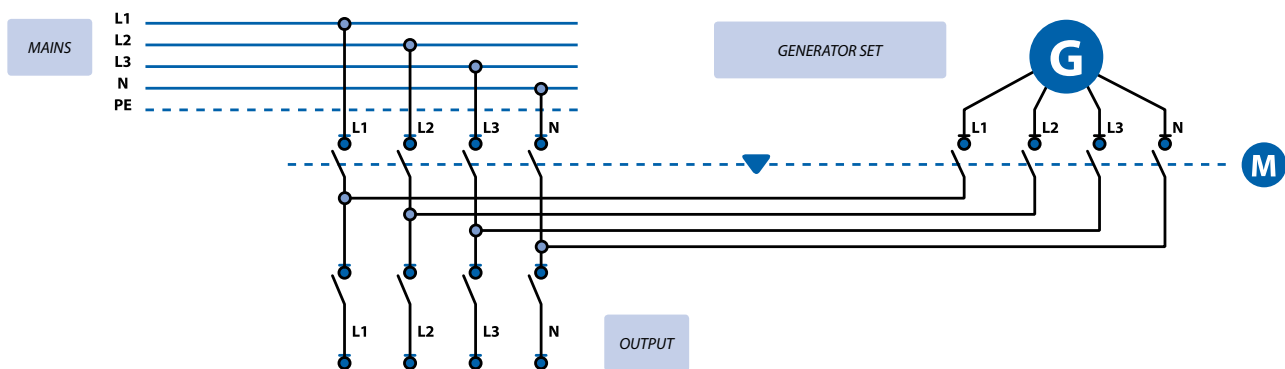 MAINS
L1
L2
L3
N
PE
GENERATOR SET
G
L1 L2 L3 N
L1 L2 L3 N
M
L1 L2 L3 N
OUTPUT